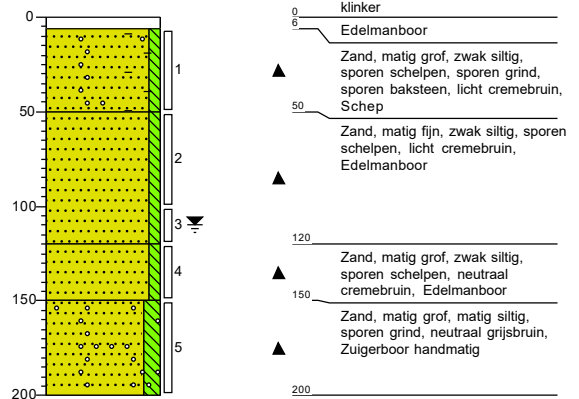 klinker
0
0
6
Edelmanboor
Zand, matig grof, zwak siltig,
sporen schelpen, sporen grind,
sporen baksteen, licht cremebruin,
Schep
1
50
50
Zand, matig fijn, zwak siltig, sporen
schelpen, licht cremebruin,
Edelmanboor
2
100
3
120
Zand, matig grof, zwak siltig,
sporen schelpen, neutraal
cremebruin, Edelmanboor
4
150
150
Zand, matig grof, matig siltig,
sporen grind, neutraal grijsbruin,
Zuigerboor handmatig
5
200
200